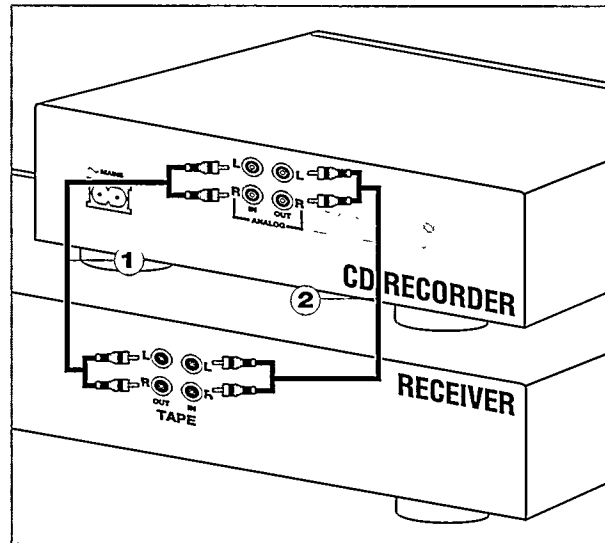 ~ MAINS
L L
R R
IN OUT
ANALOG
1
2
CD RECORDER
L L
R R
OUT IN
TAPE
RECEIVER